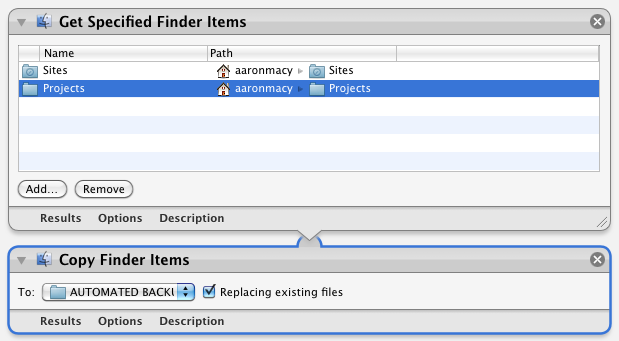 Get Specified Finder Items
Name Path
Sites aaronmacy Sites
Projects aaronmacy Projects
Add... Remove
Results Options Description
Copy Finder Items
To: AUTOMATED BACKU Replacing existing files
Results Options Description